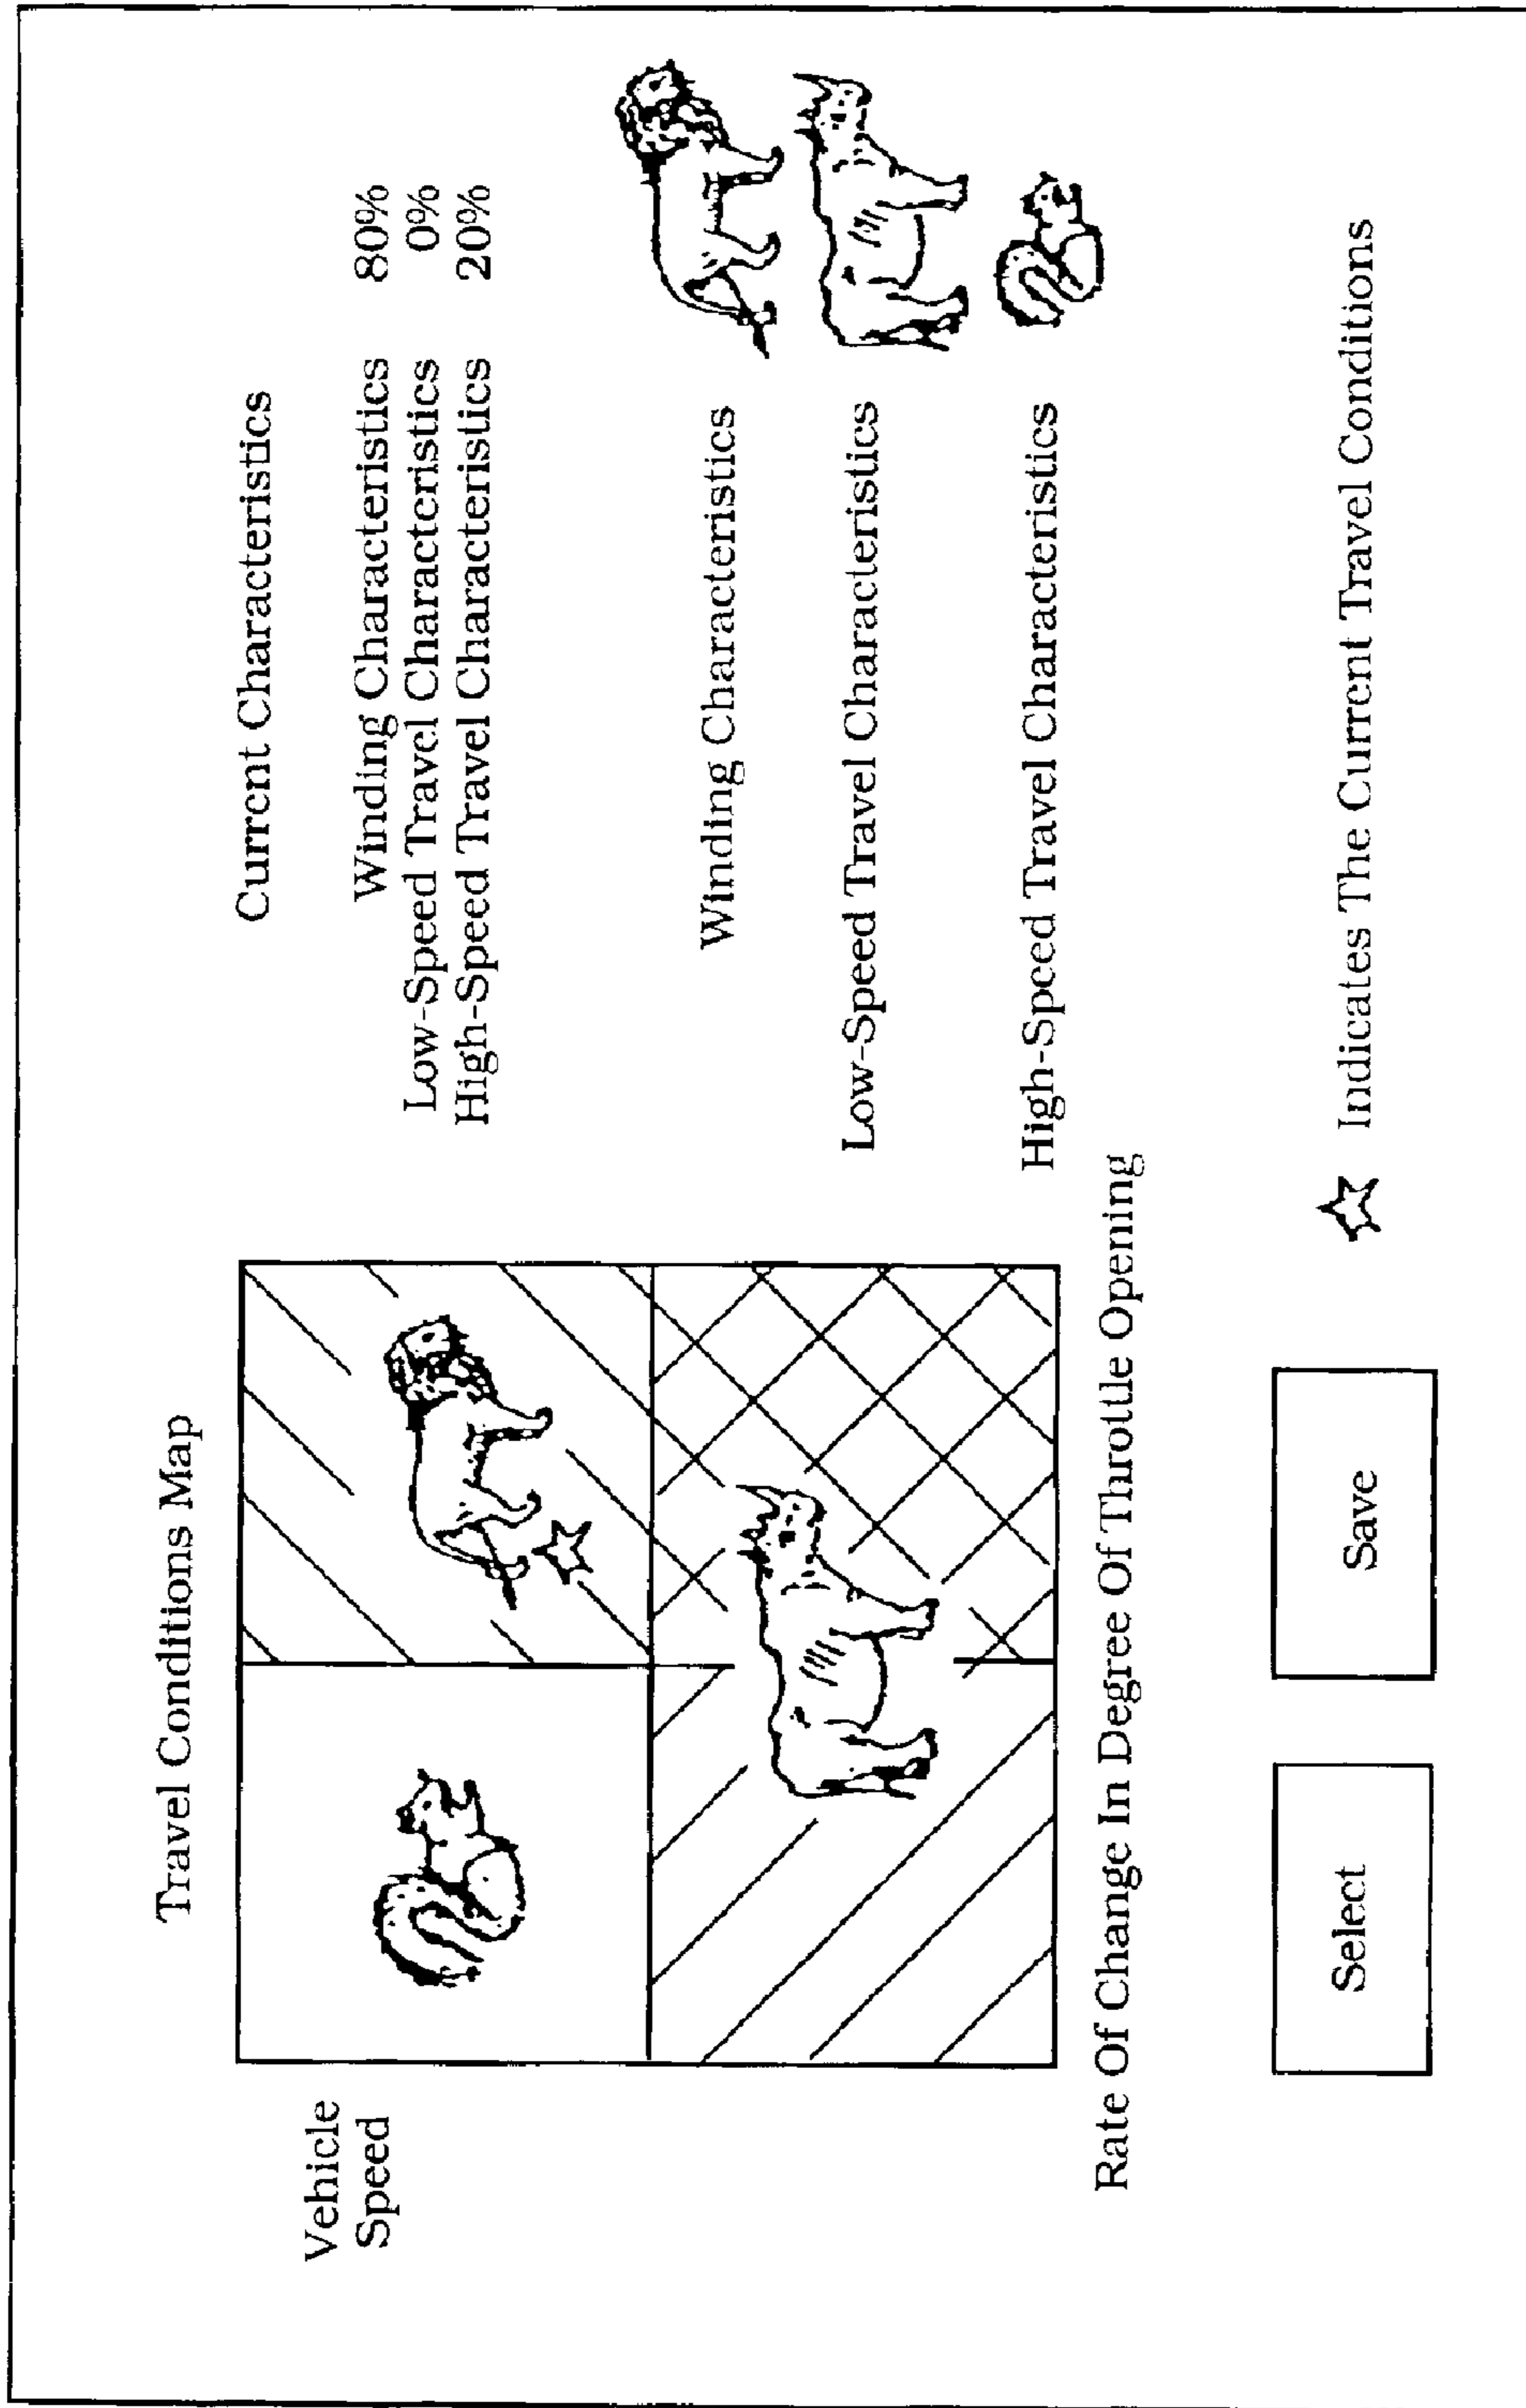 Travel Conditions Map
Vehicle
Speed
Rate Of Change In Degree Of Throttle Opening
Select
Save
Current Characteristics
Winding Characteristics 80%
Low-Speed Travel Characteristics 0%
High-Speed Travel Characteristics 20%
Winding Characteristics
Low-Speed Travel Characteristics
High-Speed Travel Characteristics
Indicates The Current Travel Conditions